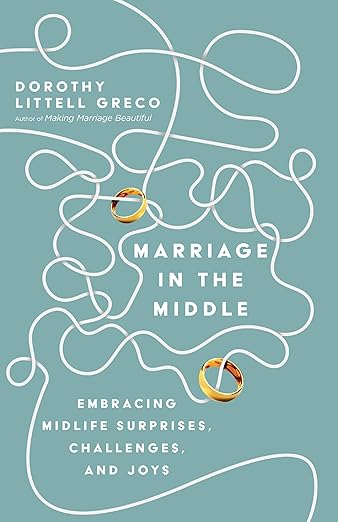 DOROTHY
LITTELL GRECO
Author of Making Marriage Beautiful
MARRIAGE
IN THE
MIDDLE
EMBRACING
MIDLIFE SURPRISES,
CHALLENGES,
AND JOYS